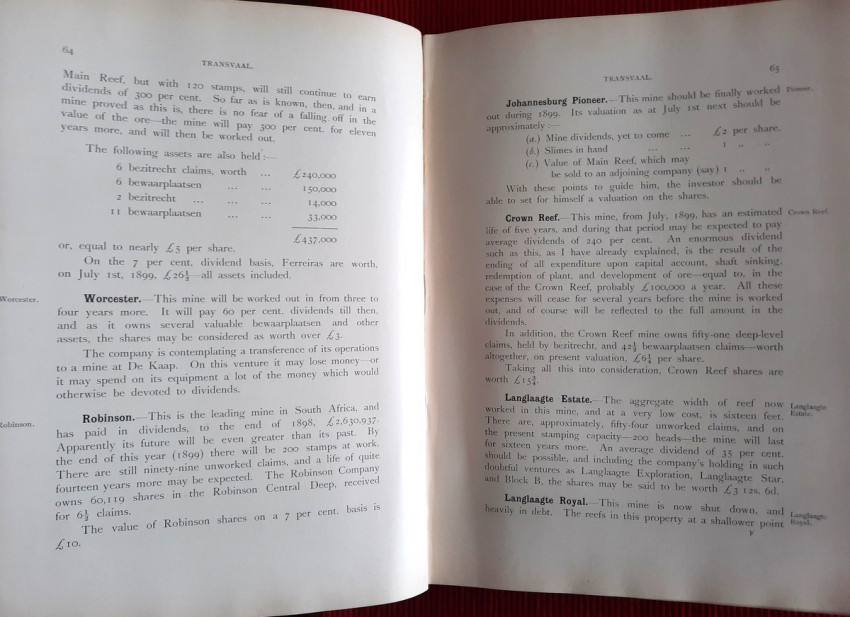 64
TRANSVAAL.
Main Reef, but with 120 stamps, will still continue to earn
dividends of 300 per cent. So far as is known, then, and in a
mine proved as this is, there is no fear of a falling off in the
value of the ore—the mine will pay 300 per cent. for eleven
years more, and will then be worked out.
The following assets are also held:—
6 bezitrecht claims, worth ... £240,000
6 bewaarplaatsen ... ... 150,000
2 bezitrecht ... ... ... 14,000
11 bewaarplaatsen ... ... 33,000
£437,000
or, equal to nearly £5 per share.
On the 7 per cent. dividend basis, Ferreiras are worth,
on July 1st, 1899, £26½—all assets included.
Worcester.
Worcester.—This mine will be worked out in from three to
four years more. It will pay 60 per cent. dividends till then,
and as it owns several valuable bewaarplaatsen and other
assets, the shares may be considered as worth over £3.
The company is contemplating a transference of its operations
to a mine at De Kaap. On this venture it may lose money—or
it may spend on its equipment a lot of the money which would
otherwise be devoted to dividends.
Robinson.
Robinson.—This is the leading mine in South Africa, and
has paid in dividends, to the end of 1898, £2,630,937.
Apparently its future will be even greater than its past. By
the end of this year (1899) there will be 200 stamps at work.
There are still ninety-nine unworked claims, and a life of quite
fourteen years more may be expected. The Robinson Company
owns 60,119 shares in the Robinson Central Deep, received
for 6½ claims.
The value of Robinson shares on a 7 per cent. basis is
£10.
TRANSVAAL.
65
Johannesburg Pioneer.—This mine should be finally worked
Pioneer.
out during 1899. Its valuation as at July 1st next should be
approximately:—
(a.) Mine dividends, yet to come ... £2 per share.
(b.) Slimes in hand ... ... 1 " "
(c.) Value of Main Reef, which may
be sold to an adjoining company (say) 1 " "
With these points to guide him, the investor should be
able to set for himself a valuation on the shares.
Crown Reef.—This mine, from July, 1899, has an estimated
Crown Reef.
life of five years, and during that period may be expected to pay
average dividends of 240 per cent. An enormous dividend
such as this, as I have already explained, is the result of the
ending of all expenditure upon capital account, shaft sinking,
redemption of plant, and development of ore—equal to, in the
case of the Crown Reef, probably £100,000 a year. All these
expenses will cease for several years before the mine is worked
out, and of course will be reflected to the full amount in the
dividends.
In addition, the Crown Reef mine owns fifty-one deep-level
claims, held by bezitrecht, and 42½ bewaarplaatsen claims—worth
altogether, on present valuation, £6¼ per share.
Taking all this into consideration, Crown Reef shares are
worth £15¾.
Langlaagte Estate.—The aggregate width of reef now
Langlaagte
Estate.
worked in this mine, and at a very low cost, is sixteen feet.
There are, approximately, fifty-four unworked claims, and on
the present stamping capacity—200 heads—the mine will last
for sixteen years more. An average dividend of 35 per cent.
should be possible, and including the company's holding in such
doubtful ventures as Langlaagte Exploration, Langlaagte Star,
and Block B, the shares may be said to be worth £3 12s. 6d.
Langlaagte Royal.—This mine is now shut down, and
Langlaagte
Royal.
heavily in debt. The reefs in this property at a shallower point
F